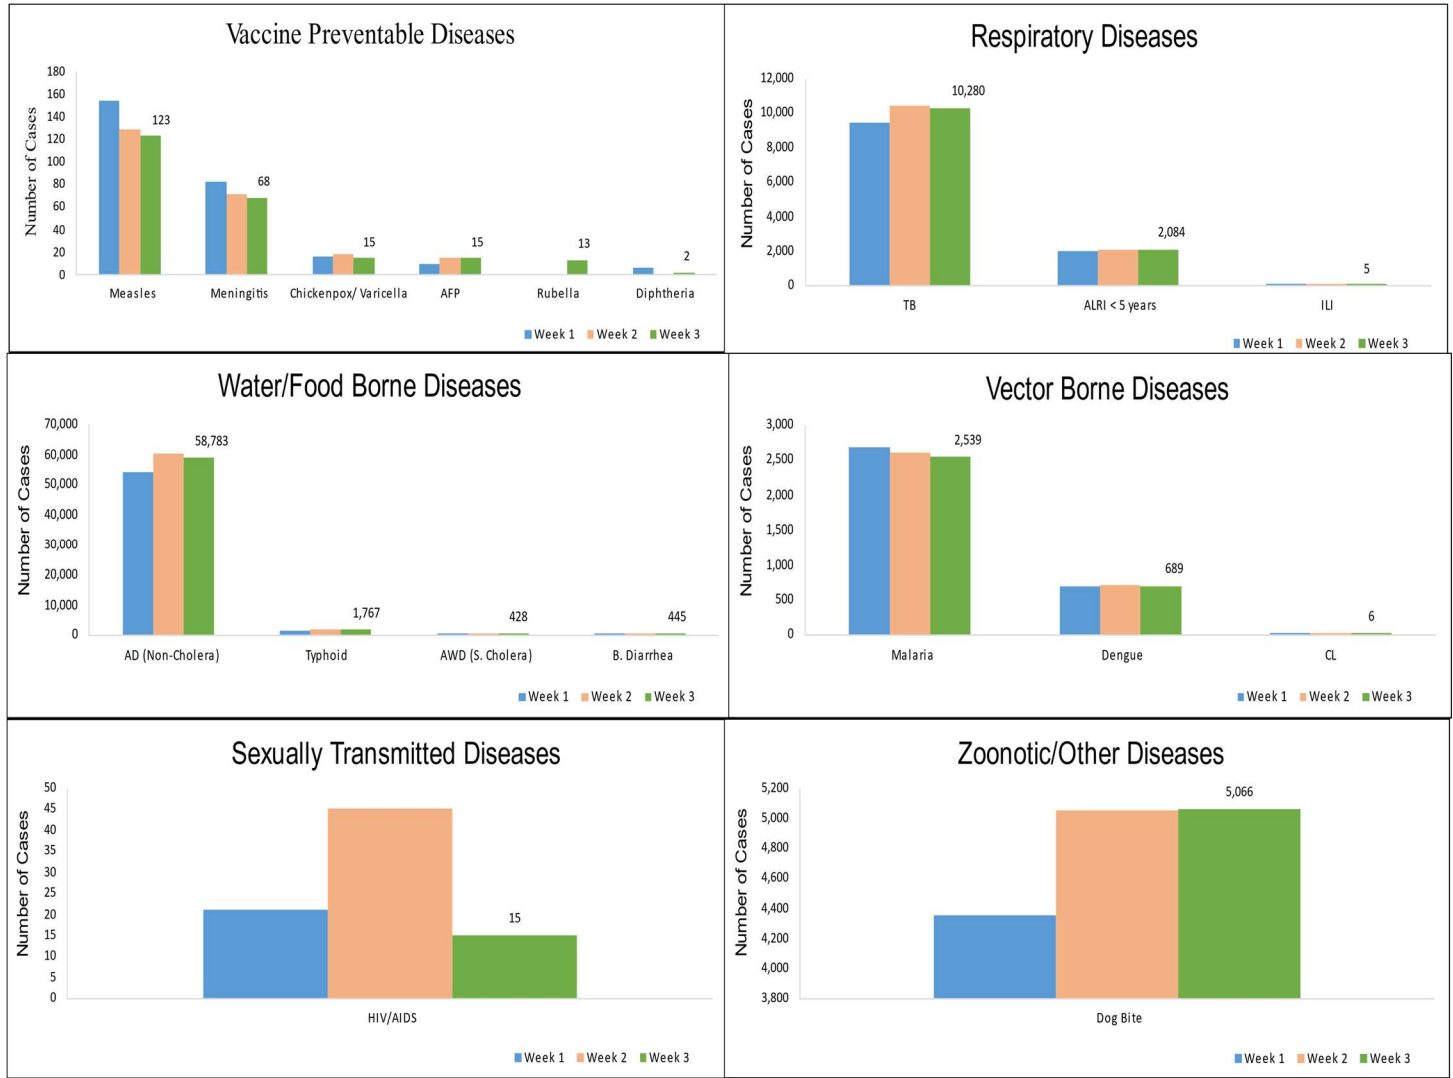 Vaccine Preventable Diseases
Number of Cases
180
160
140
120
100
80
60
40
20
0
123
68
15
15
13
2
Measles Meningitis Chickenpox/ Varicella AFP Rubella Diphtheria
Week 1 Week 2 Week 3
Respiratory Diseases
Number of Cases
12,000
10,000
8,000
6,000
4,000
2,000
0
10,280
2,084
5
TB ALRI < 5 years ILI
Week 1 Week 2 Week 3
Water/Food Borne Diseases
Number of Cases
70,000
60,000
50,000
40,000
30,000
20,000
10,000
0
58,783
1,767
428
445
AD (Non-Cholera) Typhoid AWD (S. Cholera) B. Diarrhea
Week 1 Week 2 Week 3
Vector Borne Diseases
Number of Cases
3,000
2,500
2,000
1,500
1,000
500
0
2,539
689
6
Malaria Dengue CL
Week 1 Week 2 Week 3
Sexually Transmitted Diseases
Number of Cases
50
45
40
35
30
25
20
15
10
5
0
15
HIV/AIDS
Week 1 Week 2 Week 3
Zoonotic/Other Diseases
Number of Cases
5,200
5,000
4,800
4,600
4,400
4,200
4,000
3,800
5,066
Dog Bite
Week 1 Week 2 Week 3